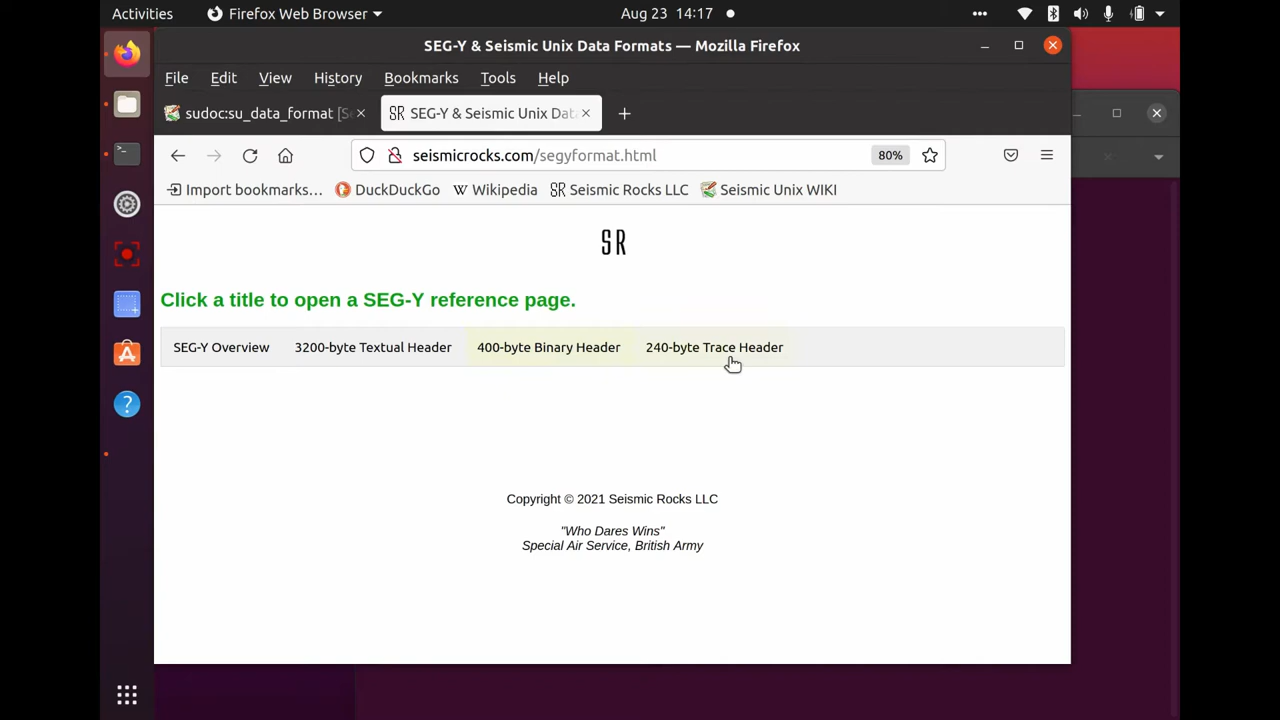 Activities Firefox Web Browser Aug 23 14:17
SEG-Y & Seismic Unix Data Formats — Mozilla Firefox
File Edit View History Bookmarks Tools Help
sudoc:su_data_format [S SR SEG-Y & Seismic Unix Data
seismicrocks.com/segyformat.html 80%
Import bookmarks… DuckDuckGo W Wikipedia SR Seismic Rocks LLC Seismic Unix WIKI
SR
Click a title to open a SEG-Y reference page.
SEG-Y Overview 3200-byte Textual Header 400-byte Binary Header 240-byte Trace Header
Copyright © 2021 Seismic Rocks LLC
"Who Dares Wins"
Special Air Service, British Army